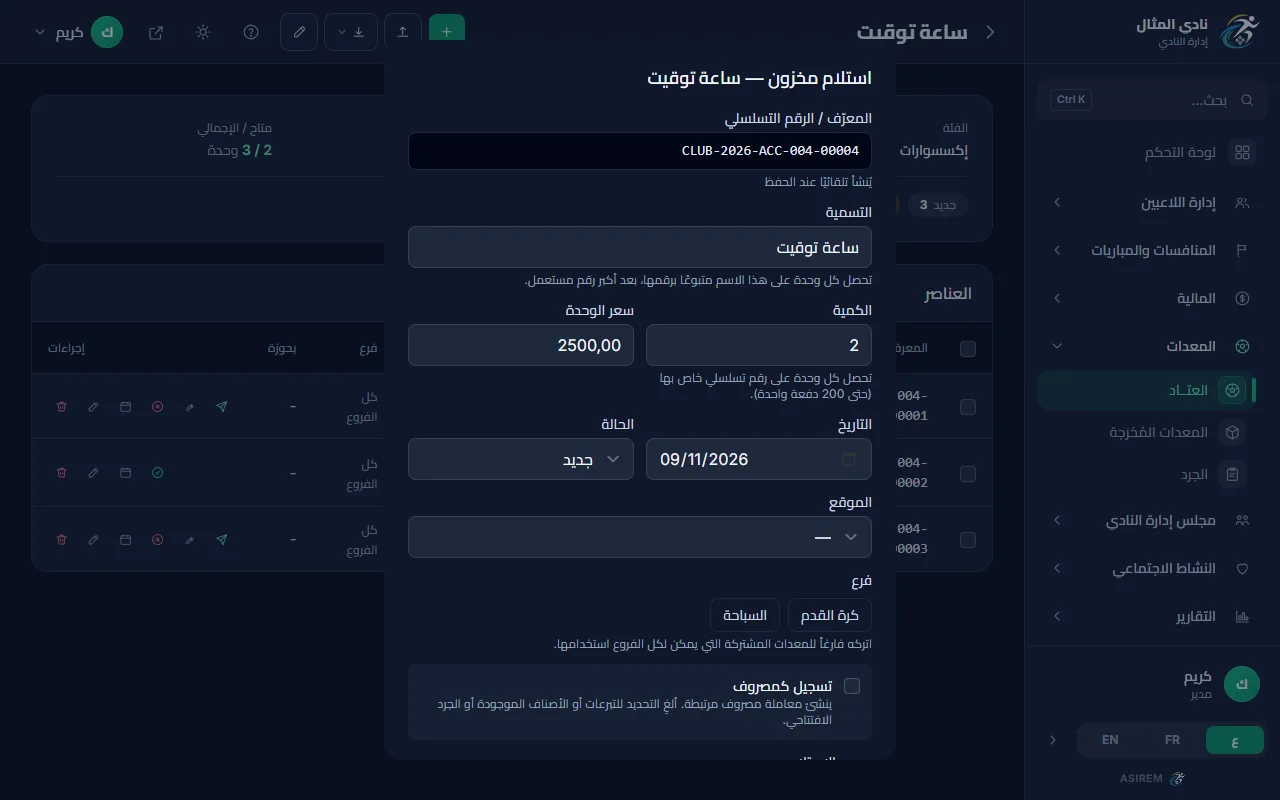 نادي المثال
إدارة النادي
بحث...
Ctrl K
لوحة التحكم
إدارة اللاعبين
المنافسات والمباريات
المالية
المعدات
العتـاد
المعدات المُخرَجة
الجرد
مجلس إدارة النادي
النشاط الاجتماعي
التقارير
كريم
مدير
ك
ع
FR
EN
ASIREM
ساعة توقيت
ك
كريم
الفئة
إكسسوارات
متاح / الإجمالي
2 / 3 وحدة
جديد 3
العناصر
فرع
بحوزة
إجراءات
004-
0001
كل
الفروع
–
004-
0002
كل
الفروع
–
004-
0003
كل
الفروع
–
استلام مخزون — ساعة توقيت
المعرّف / الرقم التسلسلي
CLUB-2026-ACC-004-00004
يُنشأ تلقائيًا عند الحفظ
التسمية
ساعة توقيت
تحصل كل وحدة على هذا الاسم متبوعًا برقمها، بعد أكبر رقم مستعمل.
الكمية
سعر الوحدة
2
2500,00
تحصل كل وحدة على رقم تسلسلي خاص بها
(حتى 200 دفعة واحدة).
التاريخ
الحالة
09/11/2026
جديد
الموقع
—
فرع
كرة القدم
السباحة
اتركه فارغاً للمعدات المشتركة التي يمكن لكل الفروع استخدامها.
تسجيل كمصروف
ينشئ معاملة مصروف مرتبطة. ألغِ التحديد للتبرعات أو الأصناف الموجودة أو الجرد
الافتتاحي.